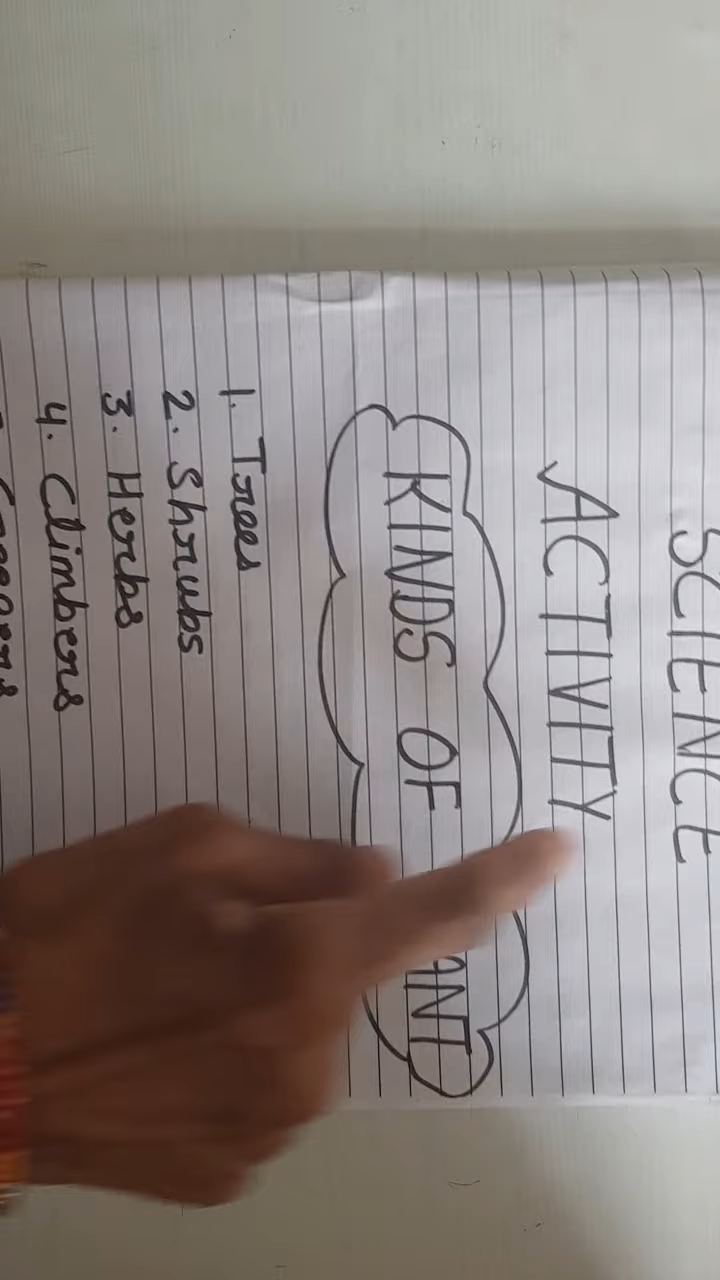 SCIENCE
ACTIVITY
KINDS OF
1. Trees
2. Shrubs
3. Herbs
4. Climbers